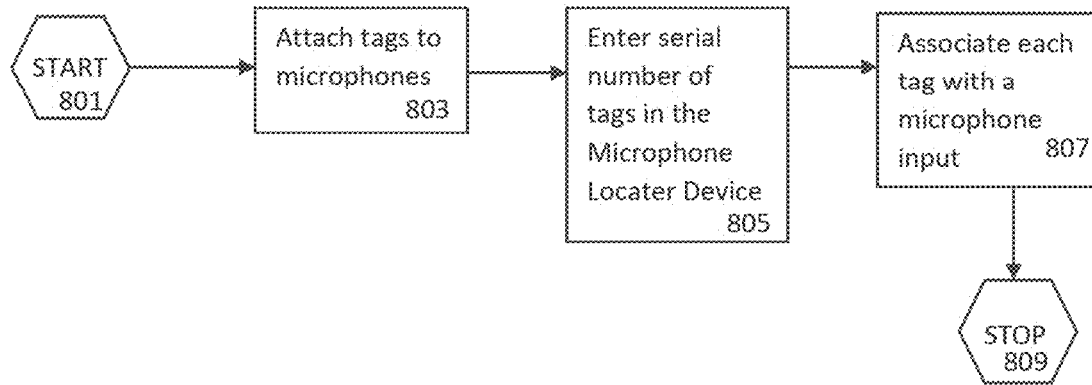 START
801
Attach tags to
microphones
803
Enter serial
number of
tags in the
Microphone
Locater Device
805
Associate each
tag with a
microphone
input
807
STOP
809